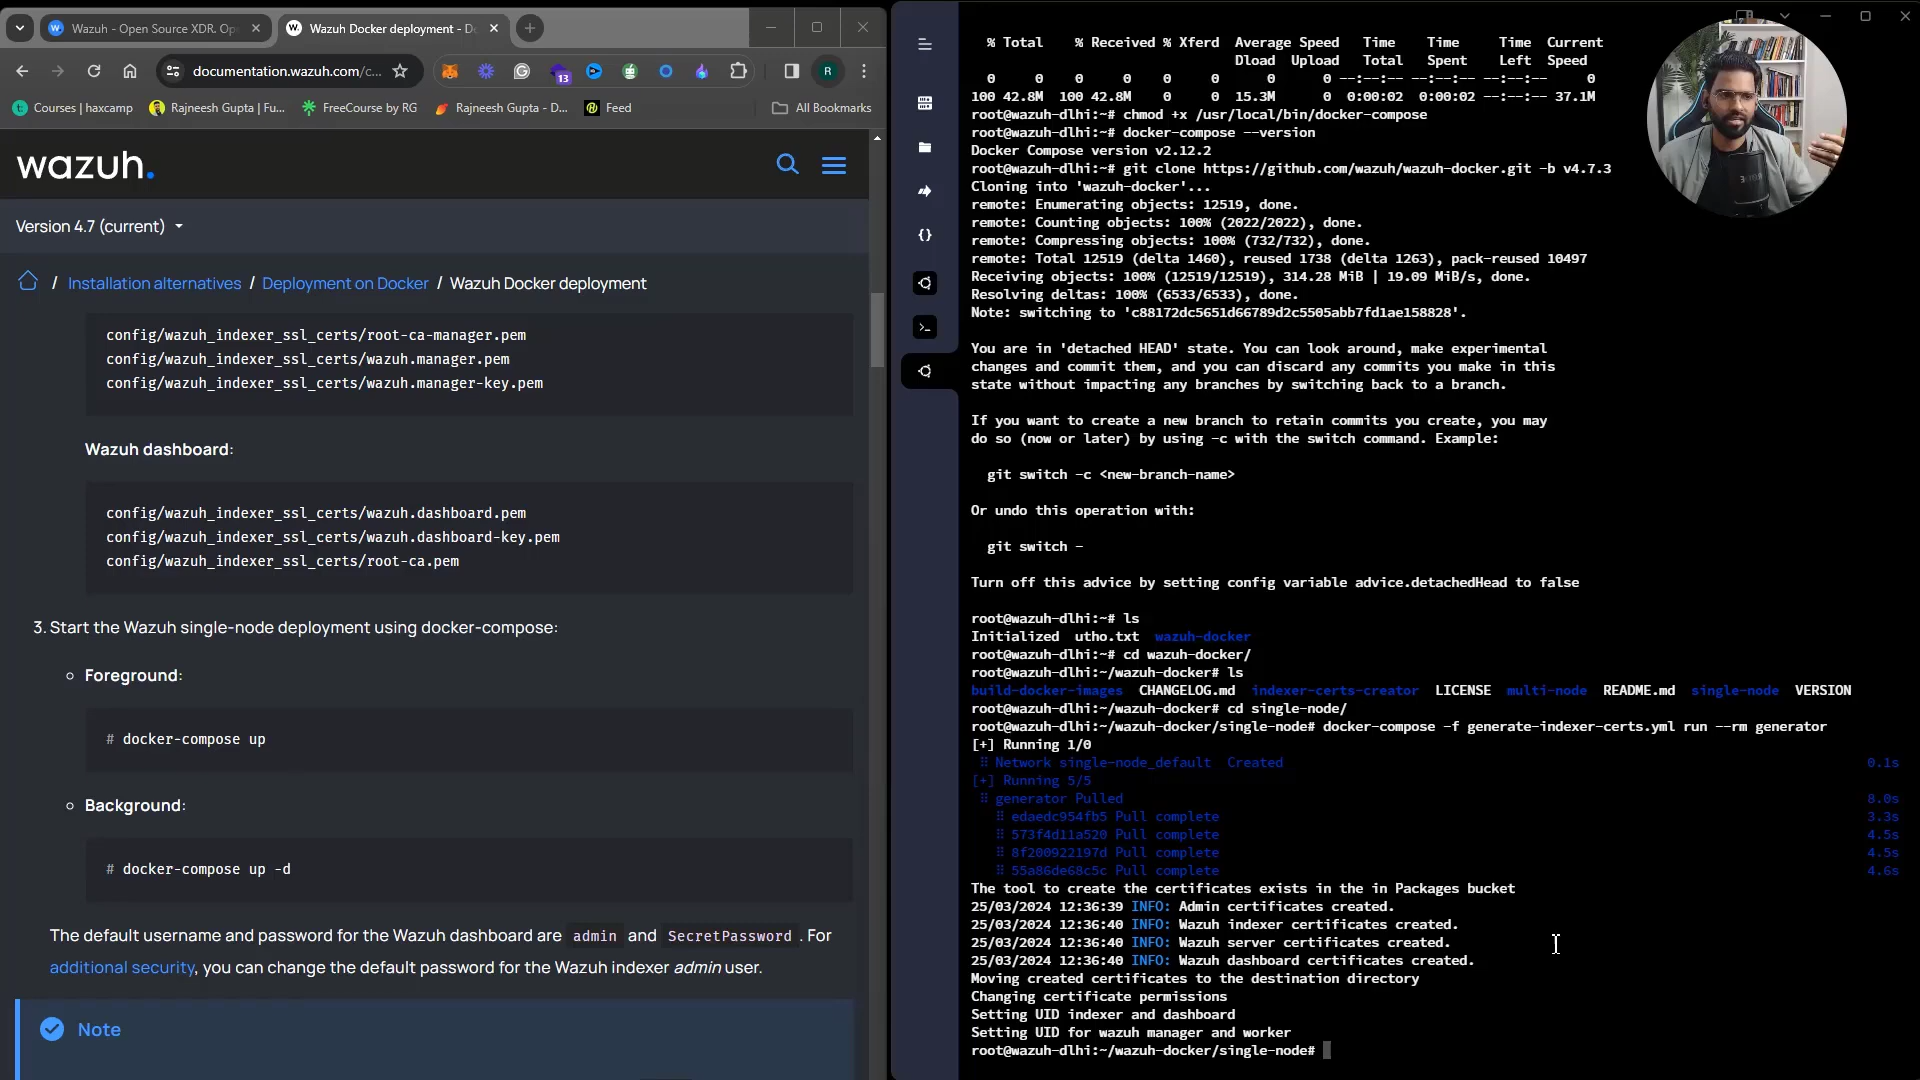 Wazuh - Open Source XDR. Op
Wazuh Docker deployment - D
documentation.wazuh.com/c...
13
R
Courses | haxcamp
Rajneesh Gupta | Fu...
FreeCourse by RG
Rajneesh Gupta - D...
Feed
All Bookmarks
wazuh.
Version 4.7 (current)
/ Installation alternatives / Deployment on Docker / Wazuh Docker deployment
config/wazuh_indexer_ssl_certs/root-ca-manager.pem
config/wazuh_indexer_ssl_certs/wazuh.manager.pem
config/wazuh_indexer_ssl_certs/wazuh.manager-key.pem
Wazuh dashboard:
config/wazuh_indexer_ssl_certs/wazuh.dashboard.pem
config/wazuh_indexer_ssl_certs/wazuh.dashboard-key.pem
config/wazuh_indexer_ssl_certs/root-ca.pem
3. Start the Wazuh single-node deployment using docker-compose:
Foreground:
# docker-compose up
Background:
# docker-compose up -d
The default username and password for the Wazuh dashboard are admin and SecretPassword . For
additional security, you can change the default password for the Wazuh indexer admin user.
Note
% Total % Received % Xferd Average Speed Time Time Time Current
Dload Upload Total Spent Left Speed
0 0 0 0 0 0 0 0 --:--:-- --:--:-- --:--:-- 0
100 42.8M 100 42.8M 0 0 15.3M 0 0:00:02 0:00:02 --:--:-- 37.1M
root@wazuh-dlhi:~# chmod +x /usr/local/bin/docker-compose
root@wazuh-dlhi:~# docker-compose --version
Docker Compose version v2.12.2
root@wazuh-dlhi:~# git clone https://github.com/wazuh/wazuh-docker.git -b v4.7.3
Cloning into 'wazuh-docker'...
remote: Enumerating objects: 12519, done.
remote: Counting objects: 100% (2022/2022), done.
remote: Compressing objects: 100% (732/732), done.
remote: Total 12519 (delta 1460), reused 1738 (delta 1263), pack-reused 10497
Receiving objects: 100% (12519/12519), 314.28 MiB | 19.09 MiB/s, done.
Resolving deltas: 100% (6533/6533), done.
Note: switching to 'c88172dc5651d66789d2c5505abb7fd1ae158828'.
You are in 'detached HEAD' state. You can look around, make experimental
changes and commit them, and you can discard any commits you make in this
state without impacting any branches by switching back to a branch.
If you want to create a new branch to retain commits you create, you may
do so (now or later) by using -c with the switch command. Example:
git switch -c <new-branch-name>
Or undo this operation with:
git switch -
Turn off this advice by setting config variable advice.detachedHead to false
root@wazuh-dlhi:~# ls
Initialized utho.txt wazuh-docker
root@wazuh-dlhi:~# cd wazuh-docker/
root@wazuh-dlhi:~/wazuh-docker# ls
build-docker-images CHANGELOG.md indexer-certs-creator LICENSE multi-node README.md single-node VERSION
root@wazuh-dlhi:~/wazuh-docker# cd single-node/
root@wazuh-dlhi:~/wazuh-docker/single-node# docker-compose -f generate-indexer-certs.yml run --rm generator
[+] Running 1/0
Network single-node_default Created 0.1s
[+] Running 5/5
generator Pulled 8.0s
edaedc954fb5 Pull complete 3.3s
573f4d11a520 Pull complete 4.5s
8f200922197d Pull complete 4.5s
55a86de68c5c Pull complete 4.6s
The tool to create the certificates exists in the in Packages bucket
25/03/2024 12:36:39 INFO: Admin certificates created.
25/03/2024 12:36:40 INFO: Wazuh indexer certificates created.
25/03/2024 12:36:40 INFO: Wazuh server certificates created.
25/03/2024 12:36:40 INFO: Wazuh dashboard certificates created.
Moving created certificates to the destination directory
Changing certificate permissions
Setting UID indexer and dashboard
Setting UID for wazuh manager and worker
root@wazuh-dlhi:~/wazuh-docker/single-node#